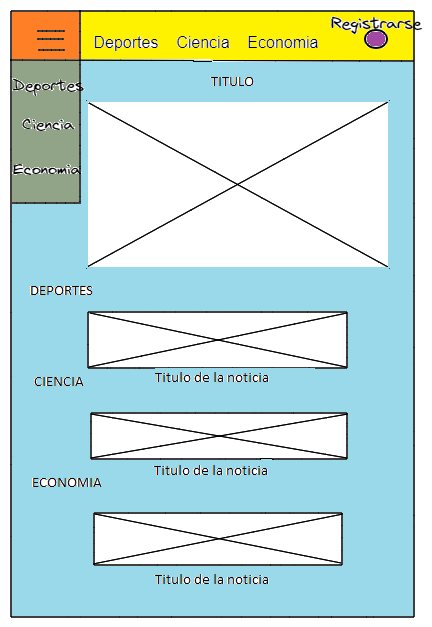 Registrarse
Deportes Ciencia Economia
Deportes
Ciencia
Economia
TITULO
DEPORTES
Titulo de la noticia
CIENCIA
Titulo de la noticia
ECONOMIA
Titulo de la noticia